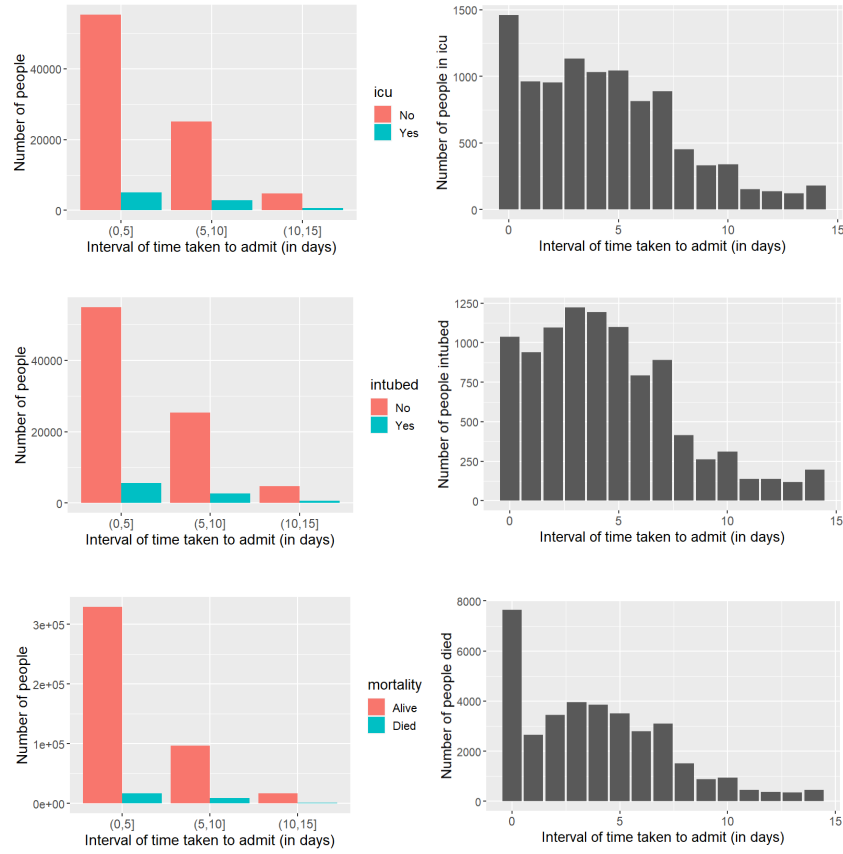 Number of people
40000
20000
0
(0,5]
(5,10]
(10,15]
Interval of time taken to admit (in days)
icu
No
Yes
Number of people in icu
1500
1000
500
0
0
5
10
15
Interval of time taken to admit (in days)
Number of people
40000
20000
0
(0,5]
(5,10]
(10,15]
Interval of time taken to admit (in days)
intubed
No
Yes
Number of people intubed
1250
1000
750
500
250
0
0
5
10
15
Interval of time taken to admit (in days)
Number of people
3e+05
2e+05
1e+05
0e+00
(0,5]
(5,10]
(10,15]
Interval of time taken to admit (in days)
mortality
Alive
Died
Number of people died
8000
6000
4000
2000
0
0
5
10
15
Interval of time taken to admit (in days)